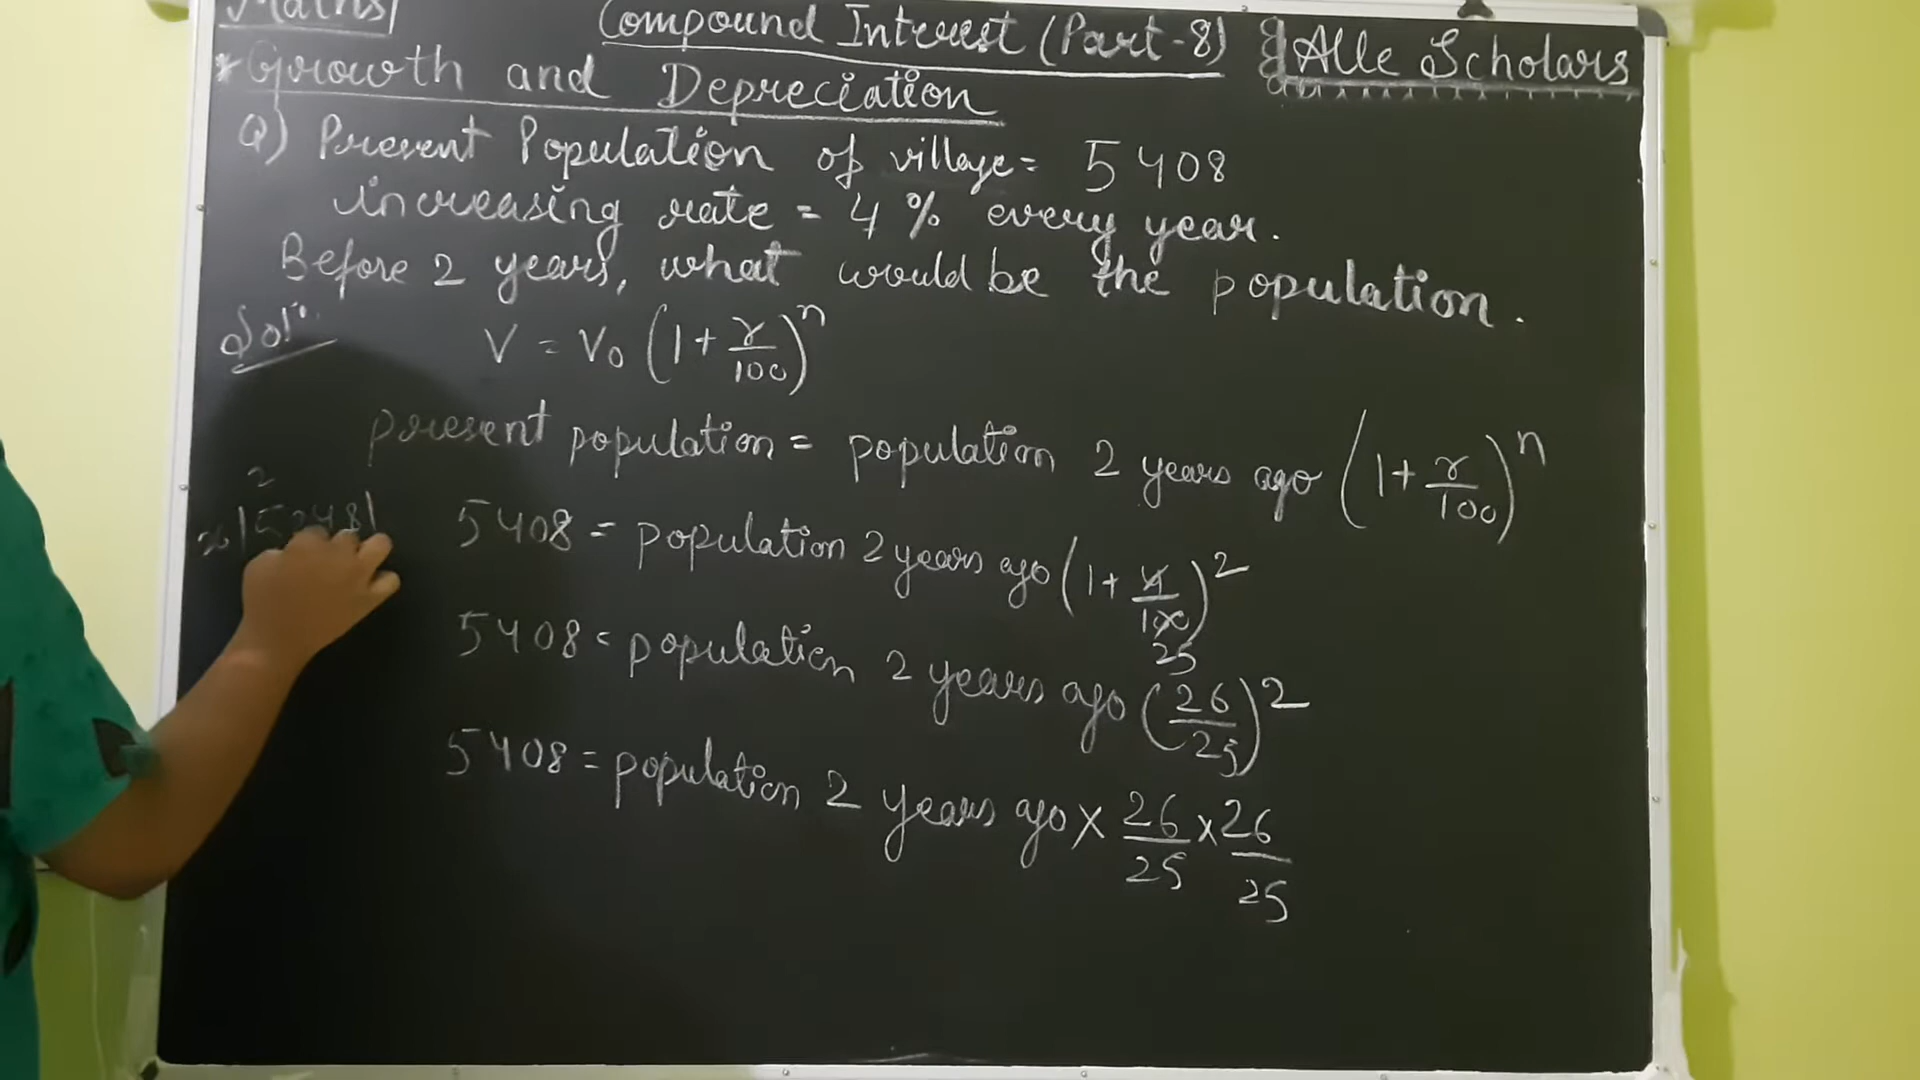 Maths
Compound Interest (Part-8)
Alle Scholars
*Growth and Depreciation
Q) Present Population of village = 5408
increasing rate = 4% every year.
Before 2 years, what would be the population.
Solⁿ
V = V₀ (1 + r/100)ⁿ
present population = population 2 years ago (1 + r/100)ⁿ
5408 = population 2 years ago (1 + 4/100)²
25
5408 = population 2 years ago (26/25)²
5408 = population 2 years ago × 26/25 × 26/25
2